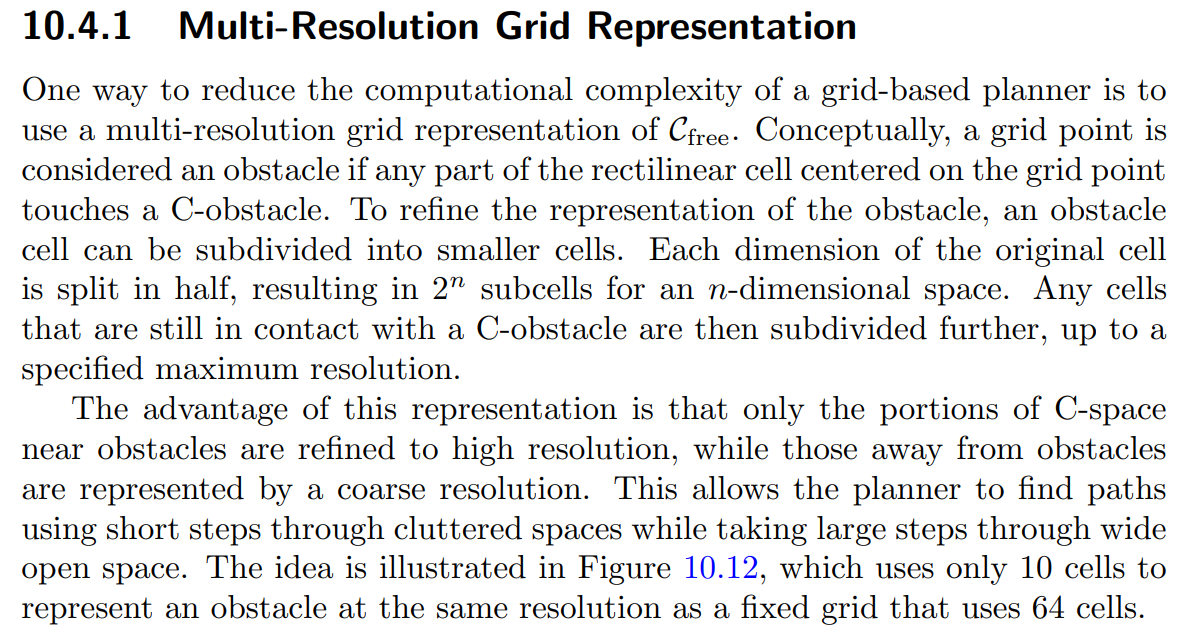 10.4.1 Multi-Resolution Grid Representation
One way to reduce the computational complexity of a grid-based planner is to
use a multi-resolution grid representation of 𝒞free. Conceptually, a grid point is
considered an obstacle if any part of the rectilinear cell centered on the grid point
touches a C-obstacle. To refine the representation of the obstacle, an obstacle
cell can be subdivided into smaller cells. Each dimension of the original cell
is split in half, resulting in 2ⁿ subcells for an n-dimensional space. Any cells
that are still in contact with a C-obstacle are then subdivided further, up to a
specified maximum resolution.
The advantage of this representation is that only the portions of C-space
near obstacles are refined to high resolution, while those away from obstacles
are represented by a coarse resolution. This allows the planner to find paths
using short steps through cluttered spaces while taking large steps through wide
open space. The idea is illustrated in Figure 10.12, which uses only 10 cells to
represent an obstacle at the same resolution as a fixed grid that uses 64 cells.